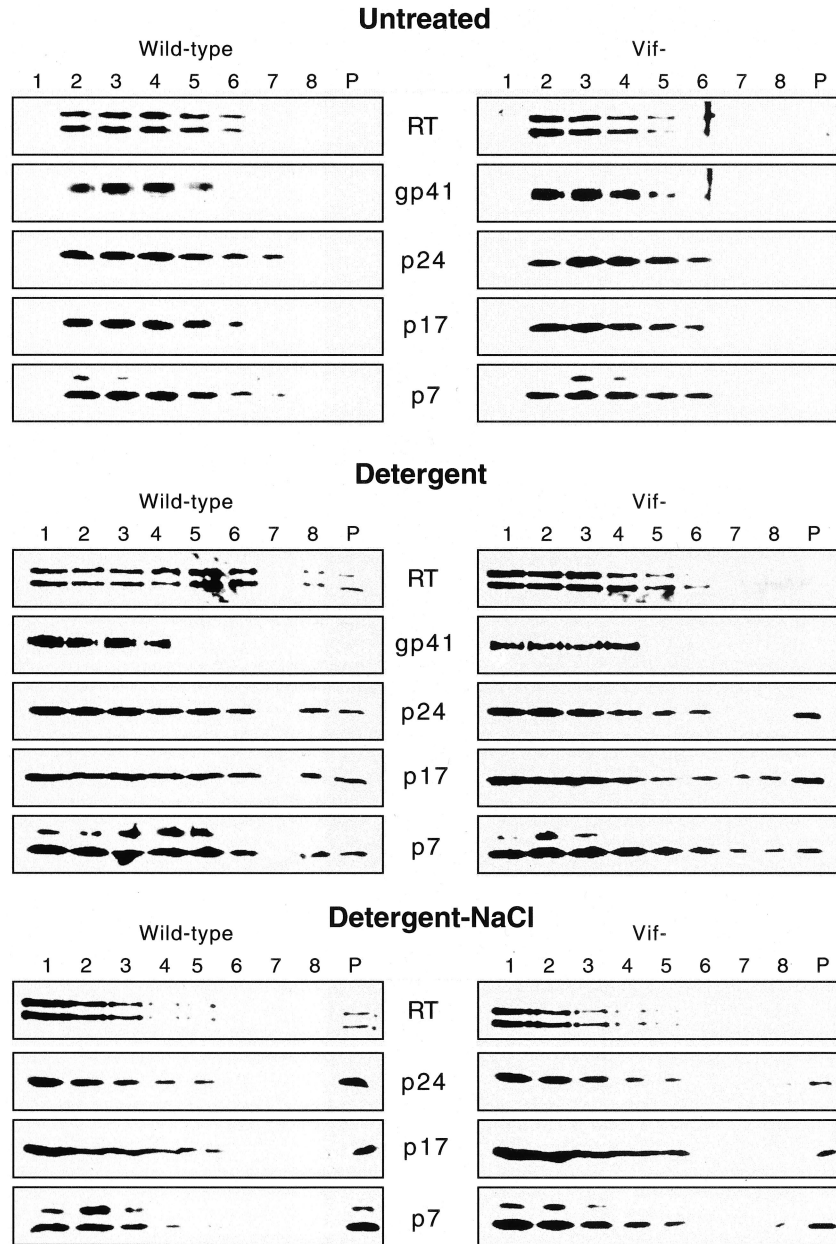 Untreated
Wild-type Vif-
1 2 3 4 5 6 7 8 P 1 2 3 4 5 6 7 8 P
RT
gp41
p24
p17
p7
Detergent
Wild-type Vif-
1 2 3 4 5 6 7 8 P 1 2 3 4 5 6 7 8 P
RT
gp41
p24
p17
p7
Detergent-NaCl
Wild-type Vif-
1 2 3 4 5 6 7 8 P 1 2 3 4 5 6 7 8 P
RT
p24
p17
p7